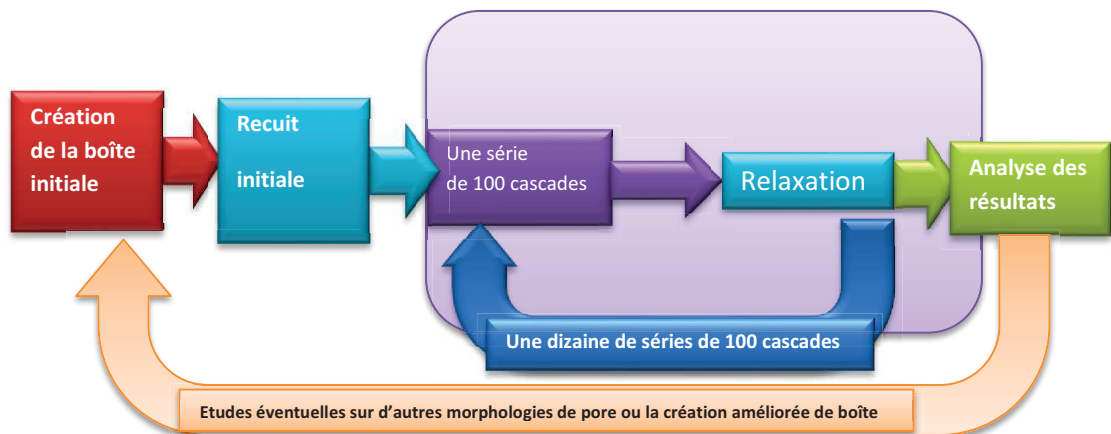 Création
de la boîte
initiale
Recuit
initiale
Une série
de 100 cascades
Relaxation
Analyse des
résultats
Une dizaine de séries de 100 cascades
Etudes éventuelles sur d'autres morphologies de pore ou la création améliorée de boîte